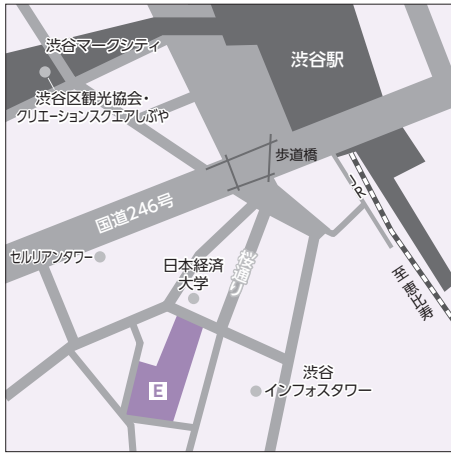 渋谷マークシティ
渋谷駅
渋谷区観光協会・
クリエーションスクエアしぶや
歩道橋
JR
国道246号
セルリアンタワー
日本経済
大学
桜通り
至恵比寿
E
渋谷
インフォスタワー